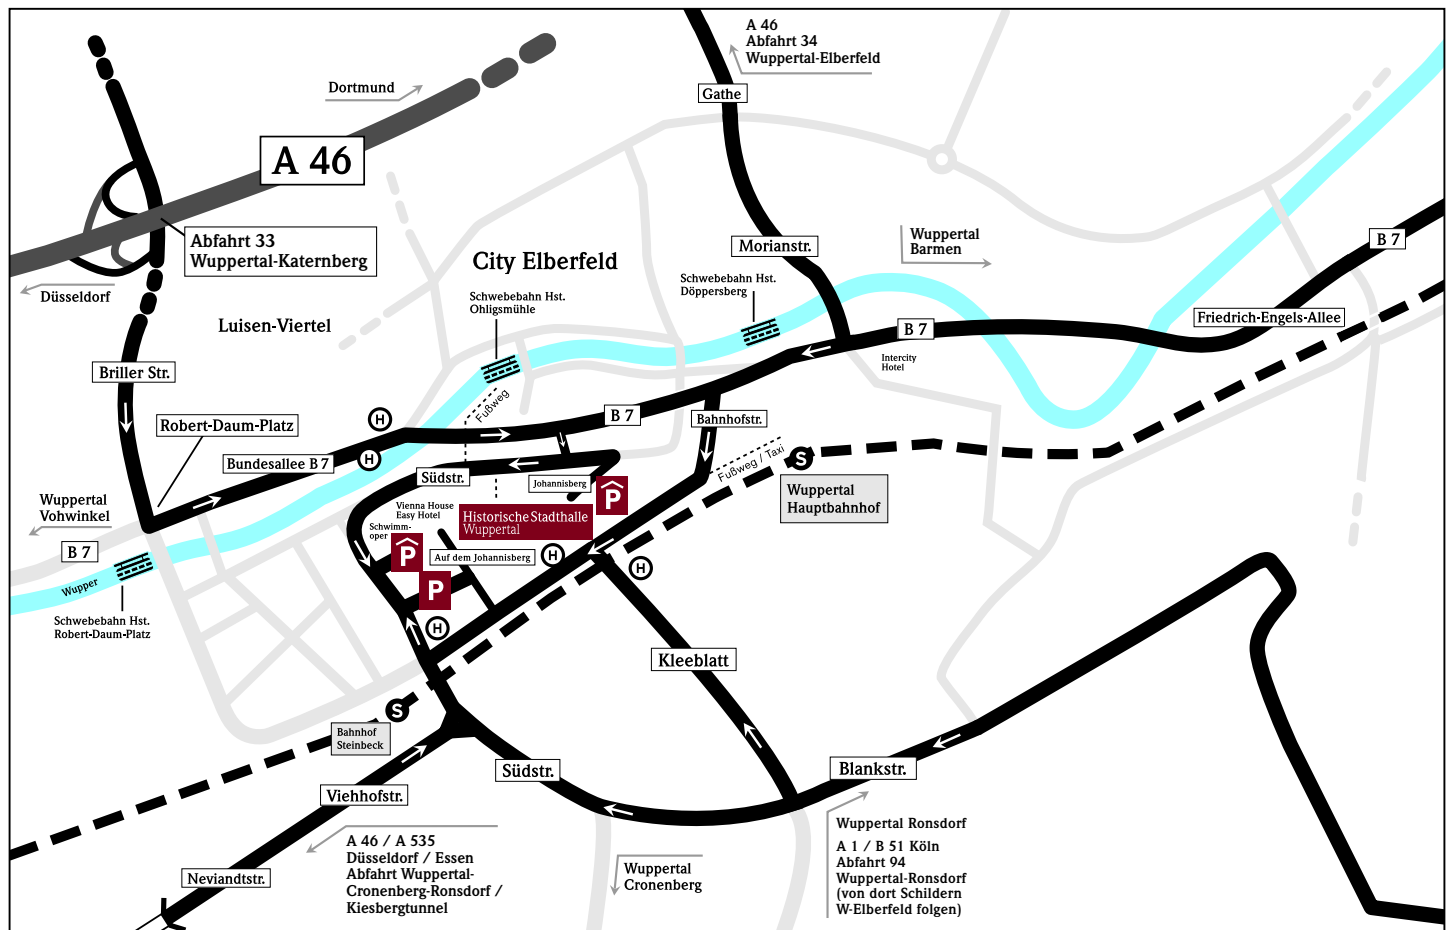 A 46
Abfahrt 34
Wuppertal-Elberfeld
Dortmund
Gathe
A 46
Abfahrt 33
Wuppertal-Katernberg
Düsseldorf
City Elberfeld
Morianstr.
Wuppertal
Barmen
B 7
Schwebebahn Hst.
Döppersberg
Schwebebahn Hst.
Ohligsmühle
Luisen-Viertel
Friedrich-Engels-Allee
B 7
Intercity
Hotel
Briller Str.
Fußweg
B 7
H
Robert-Daum-Platz
Bahnhofstr.
H
Bundesallee B 7
Südstr.
Fußweg / Taxi
S
Johannisberg
P
Wuppertal
Hauptbahnhof
Wuppertal
Vohwinkel
Vienna House
Easy Hotel
Historische Stadthalle
Wuppertal
Schwimm-
oper
B 7
P
Auf dem Johannisberg
H
H
Wupper
P
Schwebebahn Hst.
Robert-Daum-Platz
H
Kleeblatt
S
Bahnhof
Steinbeck
Südstr.
Blankstr.
Viehhofstr.
A 46 / A 535
Düsseldorf / Essen
Abfahrt Wuppertal-
Cronenberg-Ronsdorf /
Kiesbergtunnel
Wuppertal
Cronenberg
Wuppertal Ronsdorf
A 1 / B 51 Köln
Abfahrt 94
Wuppertal-Ronsdorf
(von dort Schildern
W-Elberfeld folgen)
Neviandtstr.